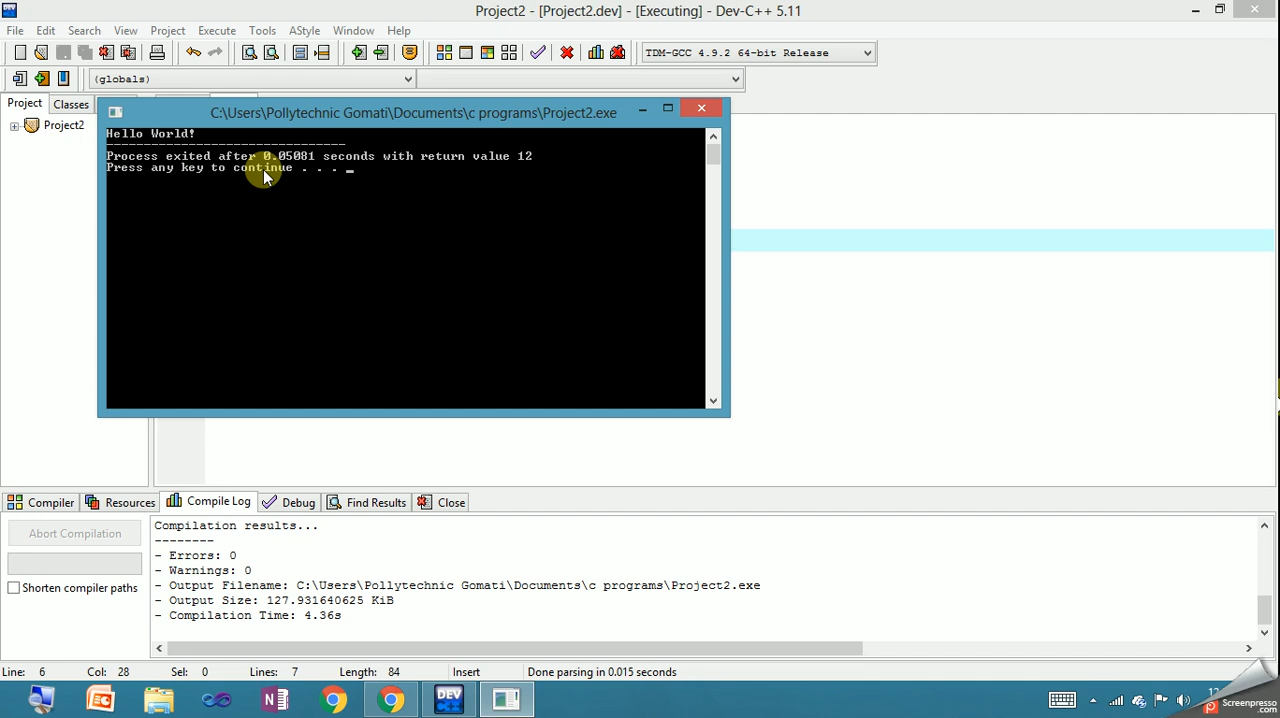 Project2 - [Project2.dev] - [Executing] - Dev-C++ 5.11
File Edit Search View Project Execute Tools AStyle Window Help
TDM-GCC 4.9.2 64-bit Release
(globals)
Project Classes
Project2
C:\Users\Pollytechnic Gomati\Documents\c programs\Project2.exe
Hello World!
--------------------------------
Process exited after 0.05081 seconds with return value 12
Press any key to continue . . . _
Compiler Resources Compile Log Debug Find Results Close
Abort Compilation
Shorten compiler paths
Compilation results...
--------
- Errors: 0
- Warnings: 0
- Output Filename: C:\Users\Pollytechnic Gomati\Documents\c programs\Project2.exe
- Output Size: 127.931640625 KiB
- Compilation Time: 4.36s
Line: 6 Col: 28 Sel: 0 Lines: 7 Length: 84 Insert Done parsing in 0.015 seconds
DEV C++
Screenpresso
.com